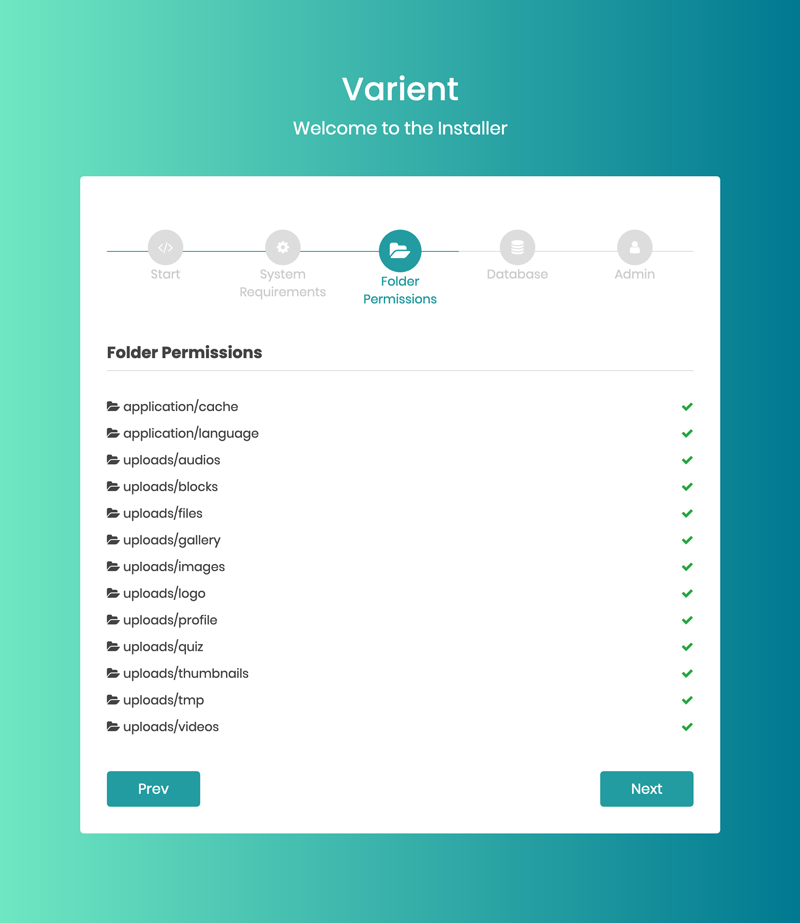 Varient
Welcome to the Installer
Start
System
Requirements
Folder
Permissions
Database
Admin
Folder Permissions
application/cache
application/language
uploads/audios
uploads/blocks
uploads/files
uploads/gallery
uploads/images
uploads/logo
uploads/profile
uploads/quiz
uploads/thumbnails
uploads/tmp
uploads/videos
Prev
Next